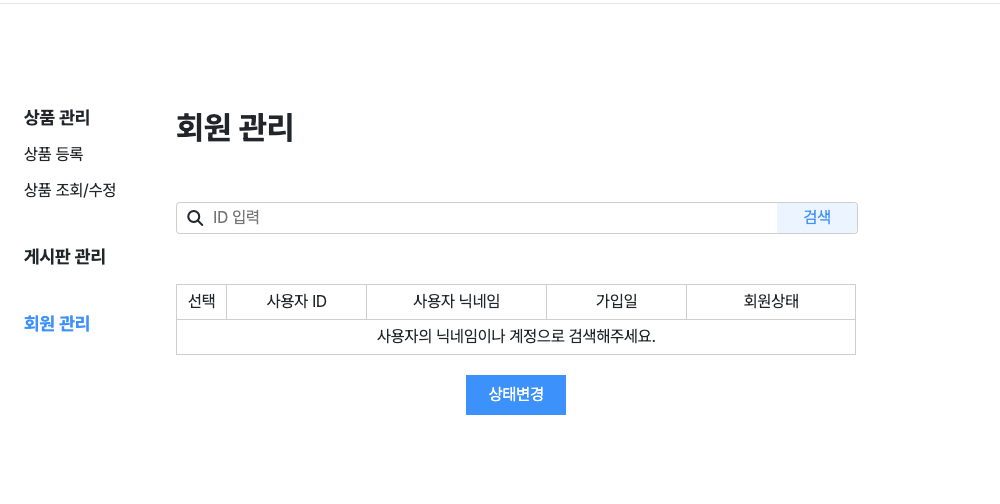 상품 관리
상품 등록
상품 조회/수정
게시판 관리
회원 관리
회원 관리
ID 입력 검색
선택 사용자 ID 사용자 닉네임 가입일 회원상태
사용자의 닉네임이나 계정으로 검색해주세요.
상태변경